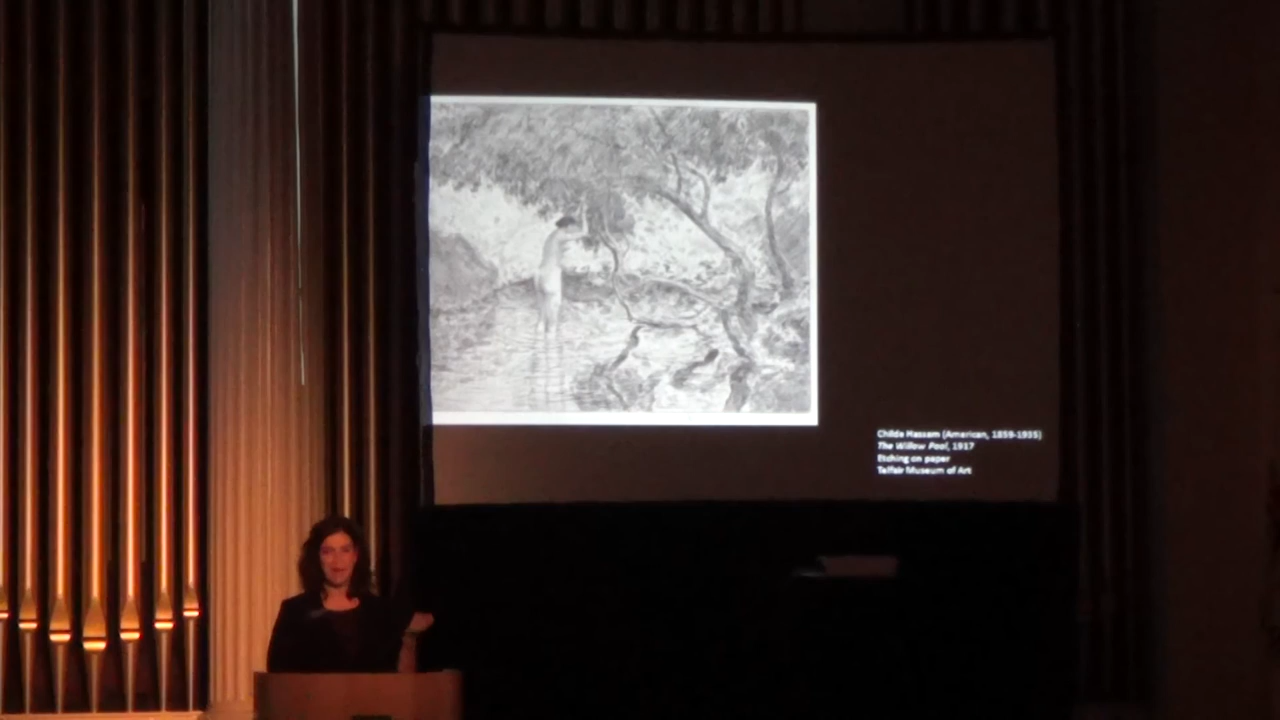 Childe Hassam (American, 1859-1935)
The Willow Pool, 1917
Etching on paper
Telfair Museum of Art